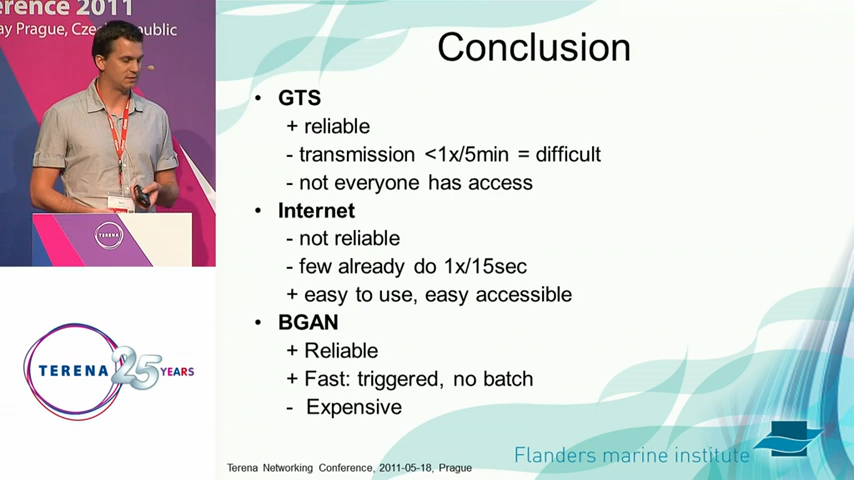 erence 2011
ay Prague, Cze public
TERENA
TERENA 25 YEARS
Conclusion
• GTS
+ reliable
- transmission <1x/5min = difficult
- not everyone has access
• Internet
- not reliable
- few already do 1x/15sec
+ easy to use, easy accessible
• BGAN
+ Reliable
+ Fast: triggered, no batch
- Expensive
Flanders marine institute
Terena Networking Conference, 2011-05-18, Prague